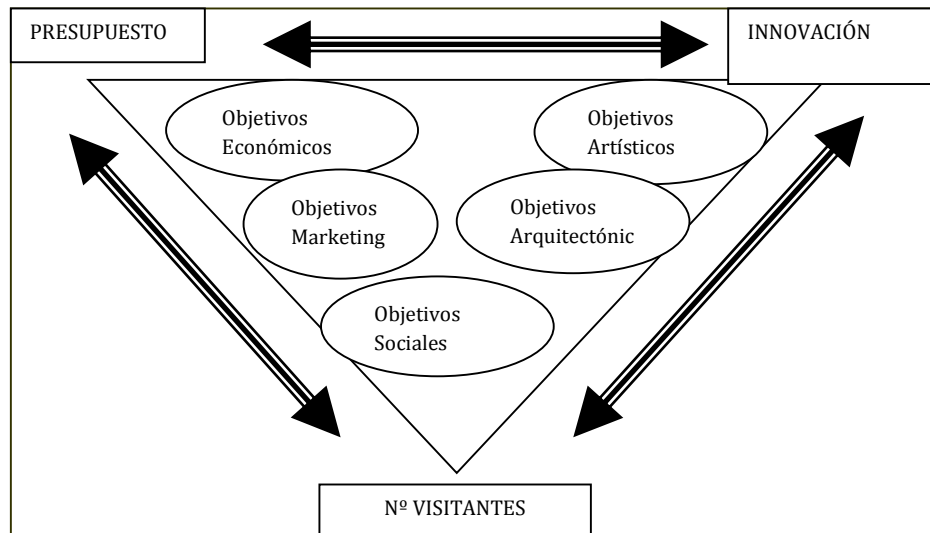 PRESUPUESTO
INNOVACIÓN
Objetivos
Económicos
Objetivos
Artísticos
Objetivos
Marketing
Objetivos
Arquitectónic
Objetivos
Sociales
Nº VISITANTES